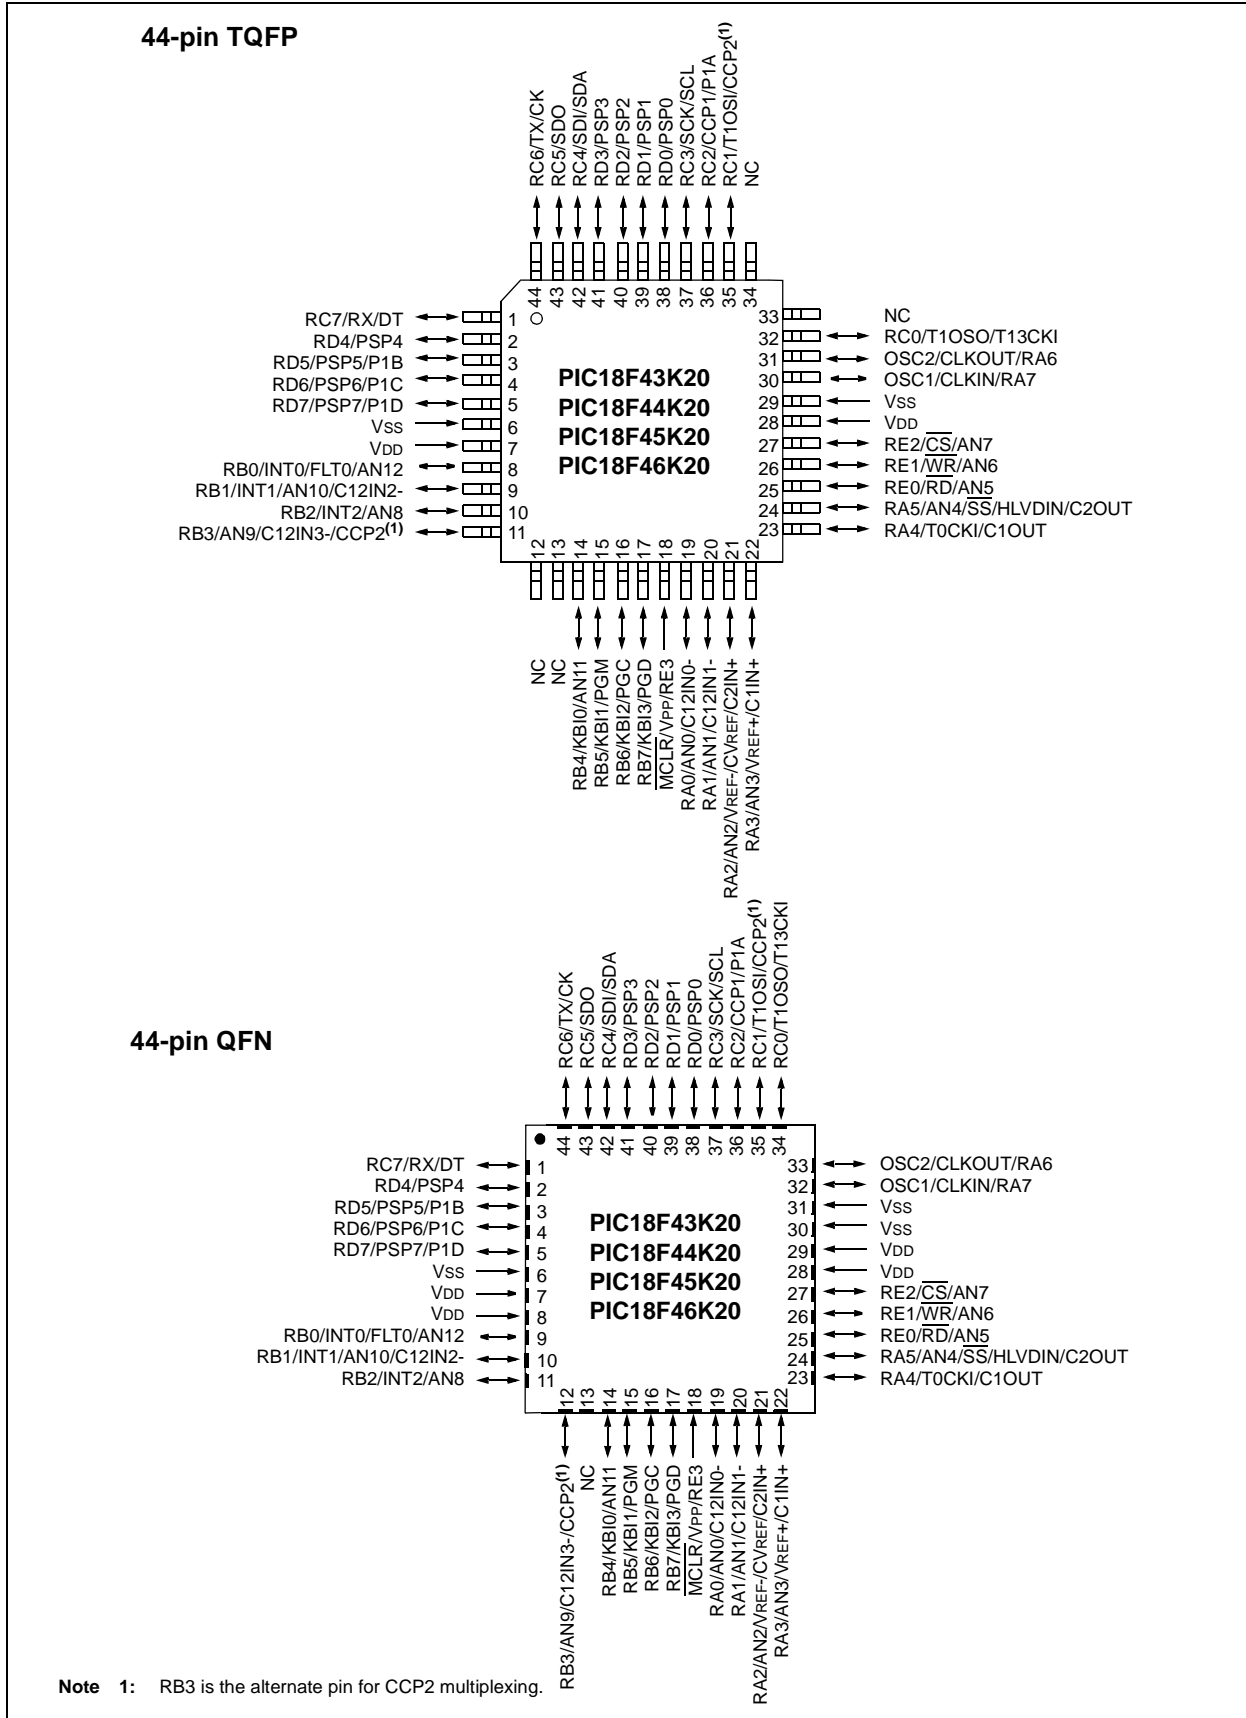 44-pin TQFP
RC6/TX/CK
RC5/SDO
RC4/SDI/SDA
RD3/PSP3
RD2/PSP2
RD1/PSP1
RD0/PSP0
RC3/SCK/SCL
RC2/CCP1/P1A
RC1/T1OSI/CCP2(1)
NC
44
43
42
41
40
39
38
37
36
35
34
RC7/RX/DT 1
RD4/PSP4 2
RD5/PSP5/P1B 3
RD6/PSP6/P1C 4
RD7/PSP7/P1D 5
VSS 6
VDD 7
RB0/INT0/FLT0/AN12 8
RB1/INT1/AN10/C12IN2- 9
RB2/INT2/AN8 10
RB3/AN9/C12IN3-/CCP2(1) 11
PIC18F43K20
PIC18F44K20
PIC18F45K20
PIC18F46K20
33 NC
32 RC0/T1OSO/T13CKI
31 OSC2/CLKOUT/RA6
30 OSC1/CLKIN/RA7
29 VSS
28 VDD
27 RE2/CS/AN7
26 RE1/WR/AN6
25 RE0/RD/AN5
24 RA5/AN4/SS/HLVDIN/C2OUT
23 RA4/T0CKI/C1OUT
12
13
14
15
16
17
18
19
20
21
22
NC
NC
RB4/KBI0/AN11
RB5/KBI1/PGM
RB6/KBI2/PGC
RB7/KBI3/PGD
MCLR/VPP/RE3
RA0/AN0/C12IN0-
RA1/AN1/C12IN1-
RA2/AN2/VREF-/CVREF/C2IN+
RA3/AN3/VREF+/C1IN+
44-pin QFN
RC6/TX/CK
RC5/SDO
RC4/SDI/SDA
RD3/PSP3
RD2/PSP2
RD1/PSP1
RD0/PSP0
RC3/SCK/SCL
RC2/CCP1/P1A
RC1/T1OSI/CCP2(1)
RC0/T1OSO/T13CKI
44
43
42
41
40
39
38
37
36
35
34
RC7/RX/DT 1
RD4/PSP4 2
RD5/PSP5/P1B 3
RD6/PSP6/P1C 4
RD7/PSP7/P1D 5
VSS 6
VDD 7
VDD 8
RB0/INT0/FLT0/AN12 9
RB1/INT1/AN10/C12IN2- 10
RB2/INT2/AN8 11
PIC18F43K20
PIC18F44K20
PIC18F45K20
PIC18F46K20
33 OSC2/CLKOUT/RA6
32 OSC1/CLKIN/RA7
31 VSS
30 VSS
29 VDD
28 VDD
27 RE2/CS/AN7
26 RE1/WR/AN6
25 RE0/RD/AN5
24 RA5/AN4/SS/HLVDIN/C2OUT
23 RA4/T0CKI/C1OUT
12
13
14
15
16
17
18
19
20
21
22
RB3/AN9/C12IN3-/CCP2(1)
NC
RB4/KBI0/AN11
RB5/KBI1/PGM
RB6/KBI2/PGC
RB7/KBI3/PGD
MCLR/VPP/RE3
RA0/AN0/C12IN0-
RA1/AN1/C12IN1-
RA2/AN2/VREF-/CVREF/C2IN+
RA3/AN3/VREF+/C1IN+
Note 1: RB3 is the alternate pin for CCP2 multiplexing.